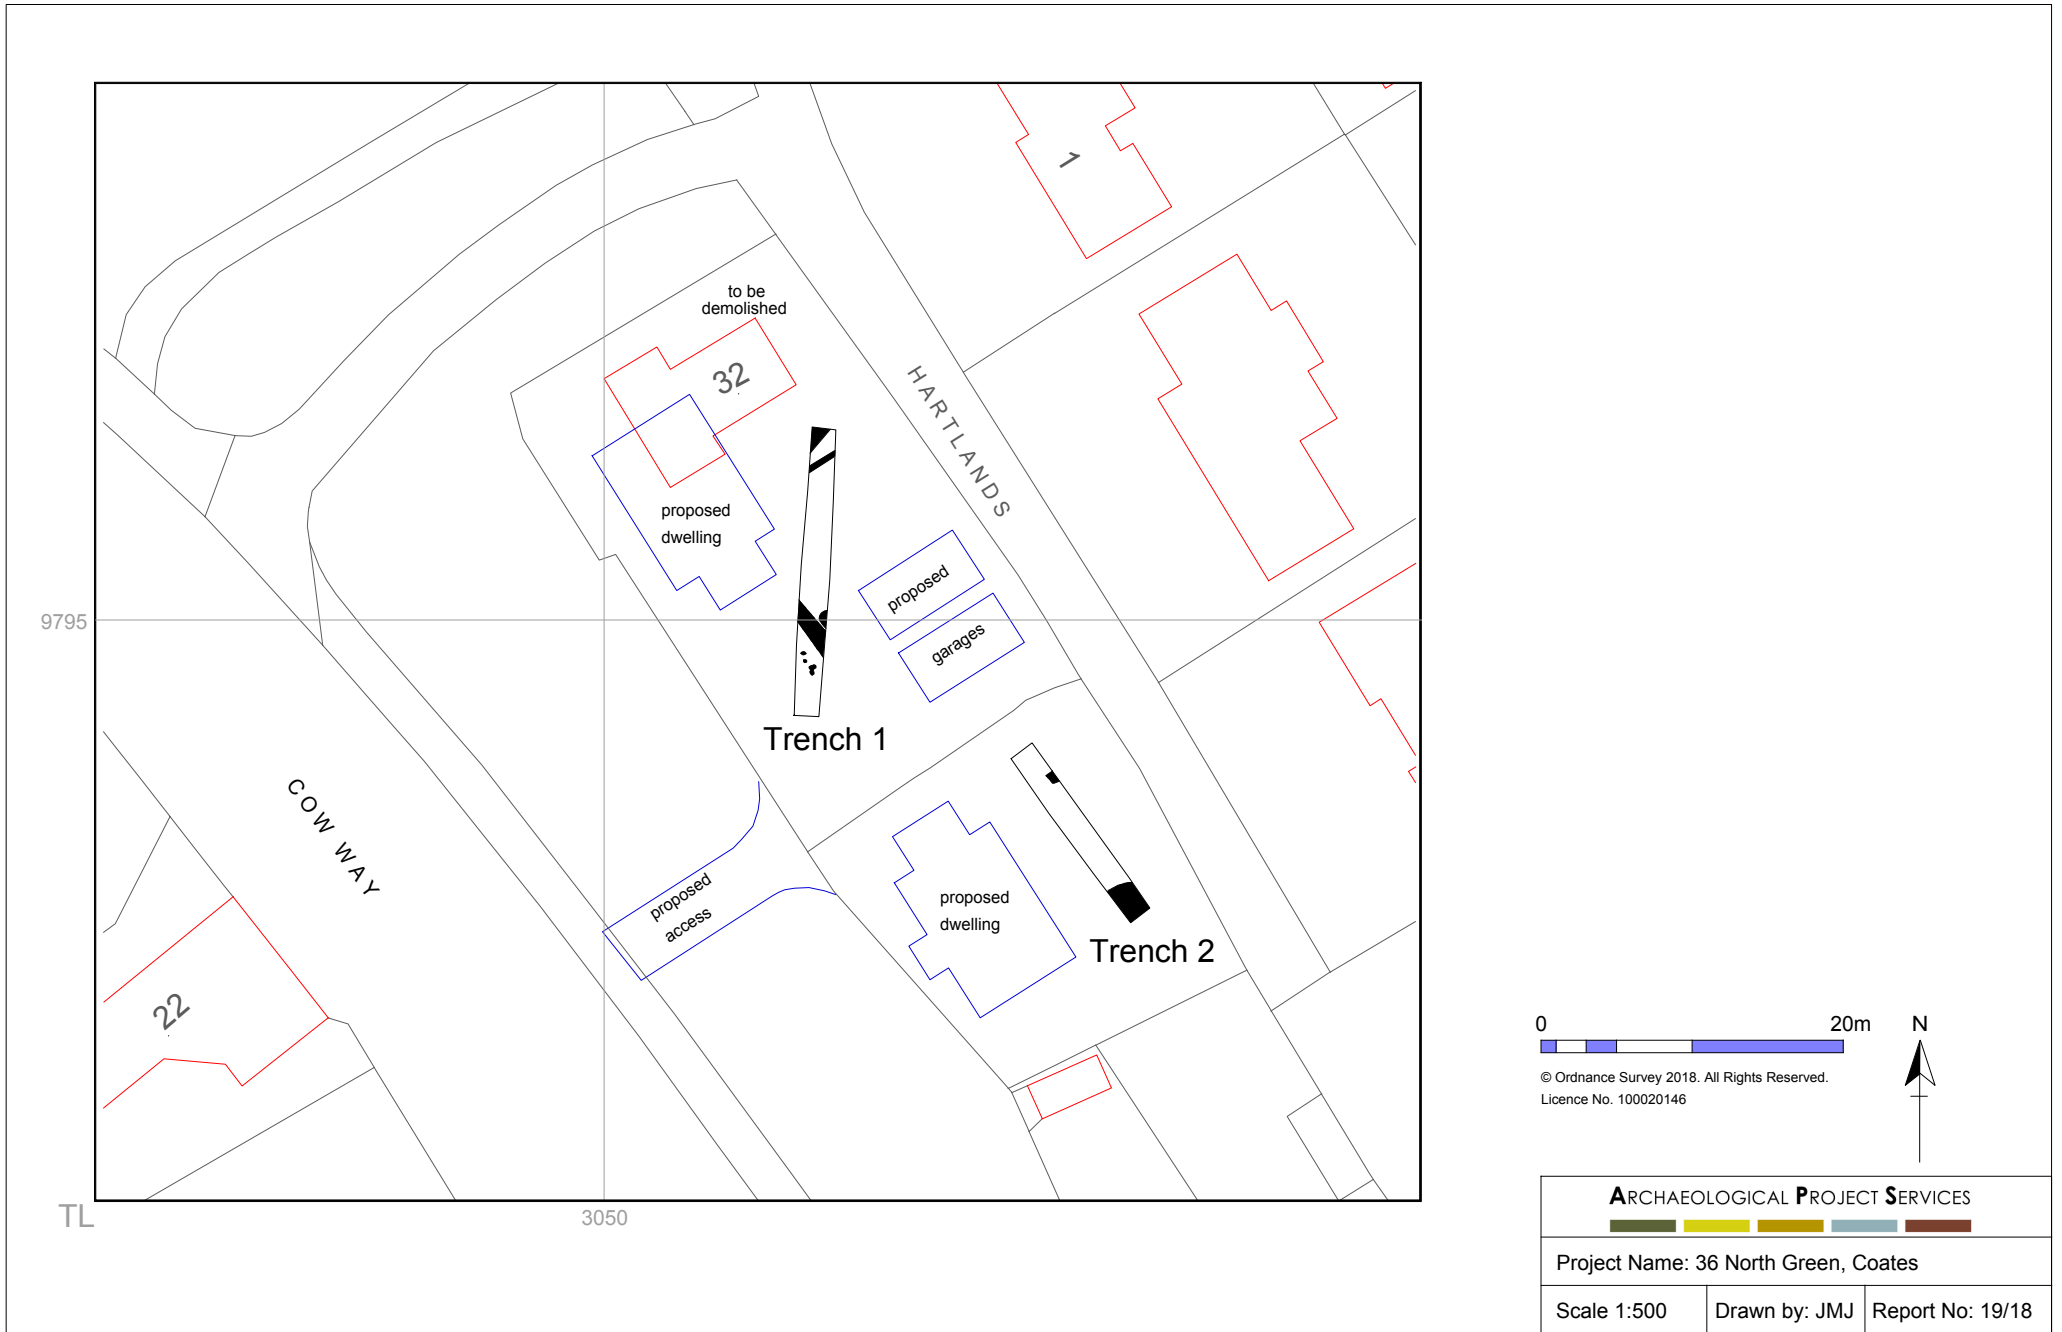 1
to be
demolished
32
HARTLANDS
proposed
dwelling
proposed
garages
9795
Trench 1
COW WAY
proposed
access
proposed
dwelling
Trench 2
22
TL
3050
0 20m N
© Ordnance Survey 2018. All Rights Reserved.
Licence No. 100020146
ARCHAEOLOGICAL PROJECT SERVICES
Project Name: 36 North Green, Coates
Scale 1:500 Drawn by: JMJ Report No: 19/18